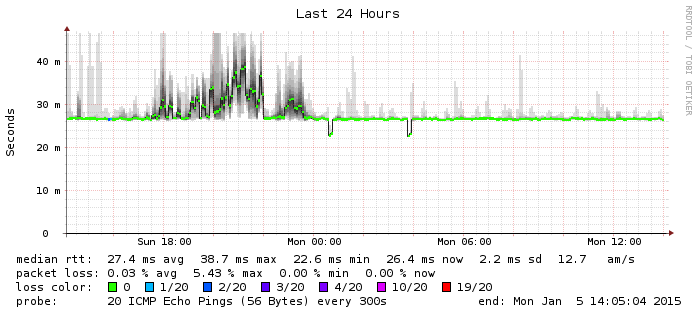 Last 24 Hours
RRDTOOL / TOBI OETIKER
Seconds
40 m
30 m
20 m
10 m
0
Sun 18:00 Mon 00:00 Mon 06:00 Mon 12:00
median rtt: 27.4 ms avg 38.7 ms max 22.6 ms min 26.4 ms now 2.2 ms sd 12.7 am/s
packet loss: 0.03 % avg 5.43 % max 0.00 % min 0.00 % now
loss color: 0 1/20 2/20 3/20 4/20 10/20 19/20
probe: 20 ICMP Echo Pings (56 Bytes) every 300s end: Mon Jan 5 14:05:04 2015